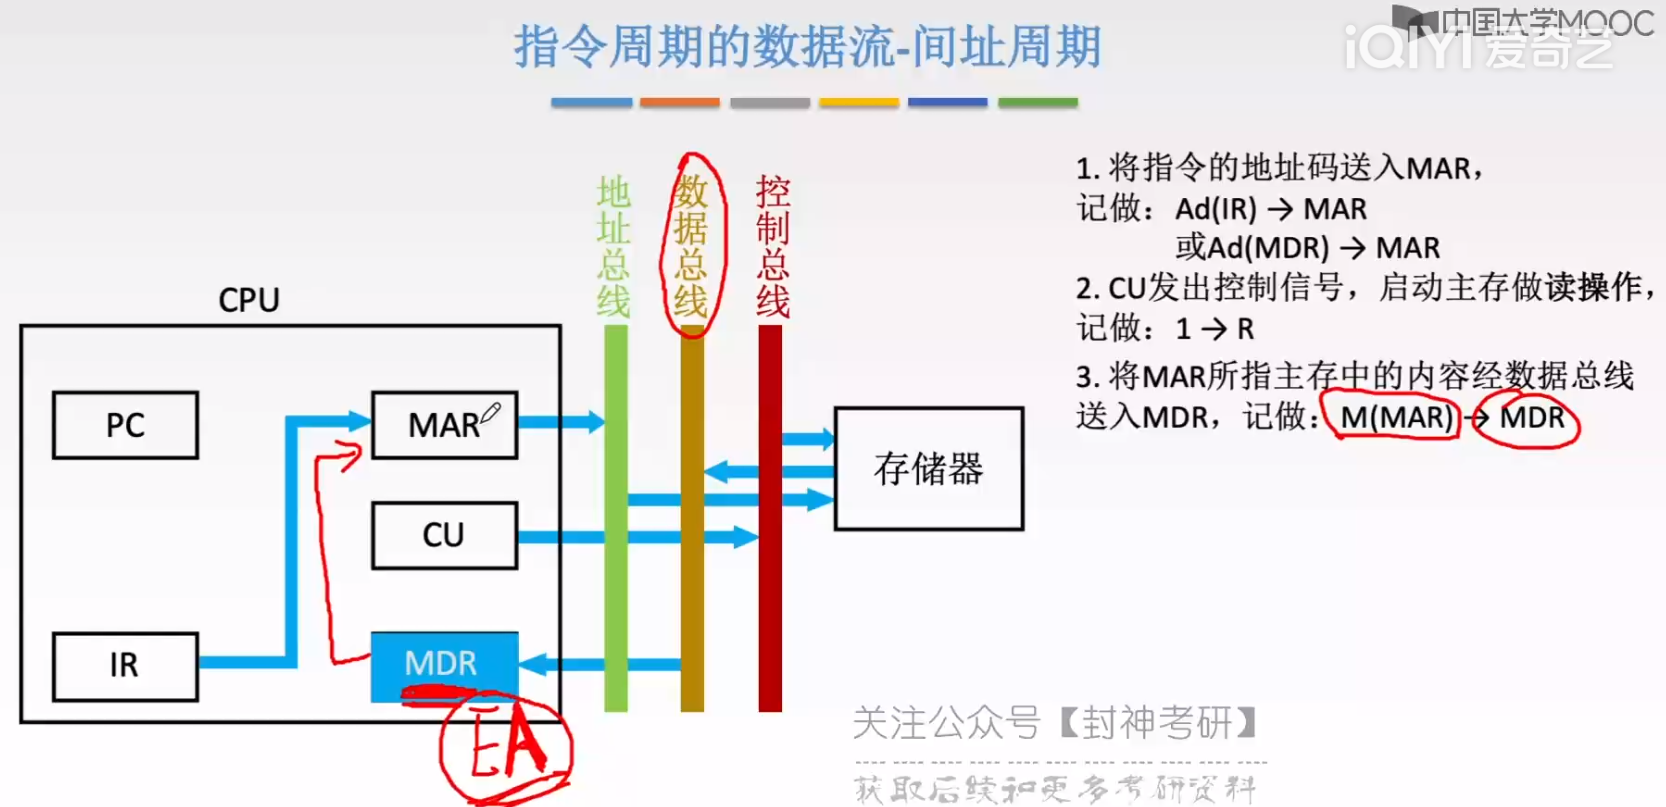 中国大学MOOC
iQIYI 爱奇艺
指令周期的数据流-间址周期
1. 将指令的地址码送入MAR，
记做：Ad(IR) → MAR
或Ad(MDR) → MAR
2. CU发出控制信号，启动主存做读操作，
记做：1 → R
3. 将MAR所指主存中的内容经数据总线
送入MDR，记做：M(MAR) → MDR
地址总线
数据总线
控制总线
CPU
PC
MAR
CU
IR
MDR
EA
存储器
关注公众号【封神考研】
获取后续和更多考研资料